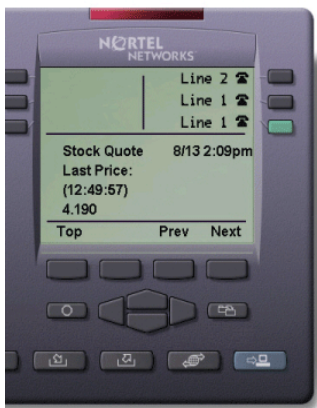 NORTEL
NETWORKS
Line 2
Line 1
Line 1
Stock Quote 8/13 2:09pm
Last Price:
(12:49:57)
4.190
Top Prev Next